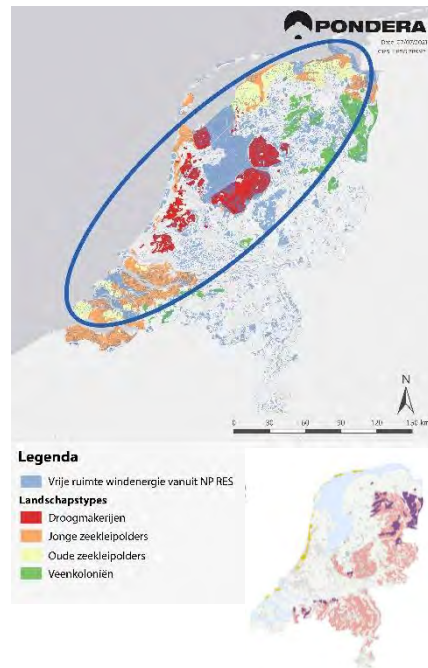 PONDERA
N
0 30 60 90 120 150 km
Legenda
Vrije ruimte windenergie vanuit NP RES
Landschapstypes
Droogmakerijen
Jonge zeekleipolders
Oude zeekleipolders
Veenkoloniën